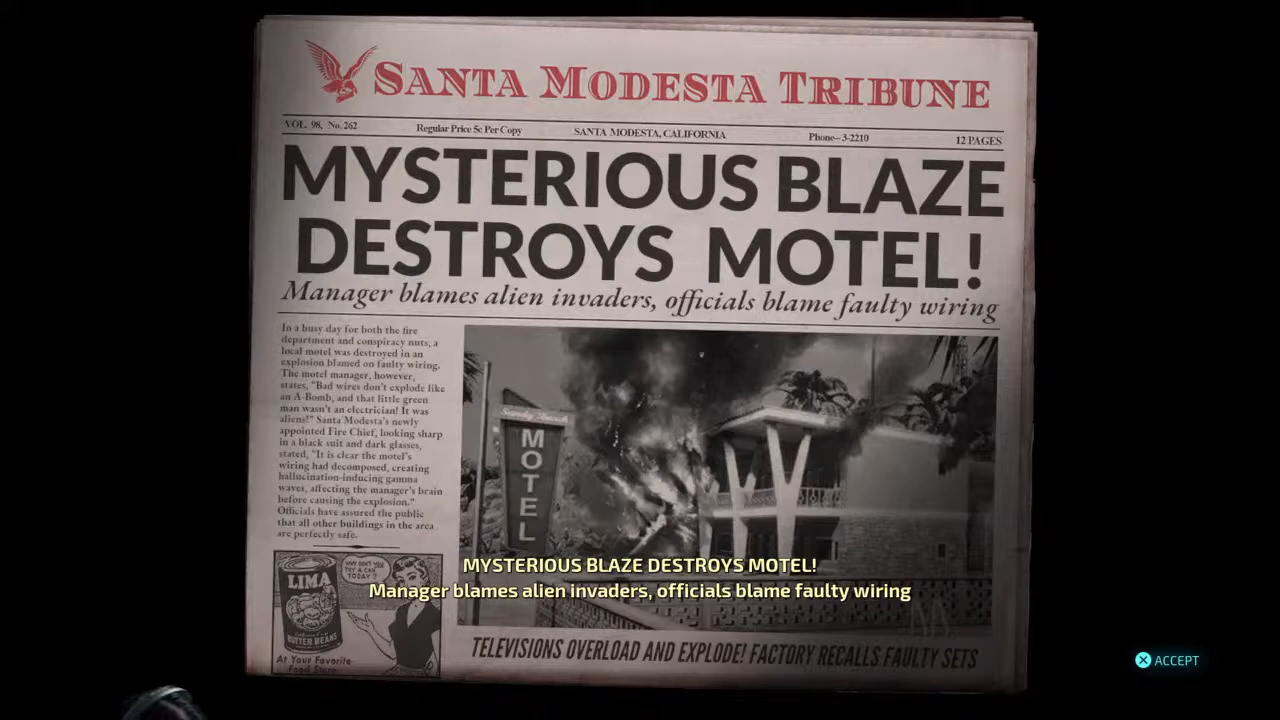 SANTA MODESTA TRIBUNE
VOL. 98, No. 262 Regular Price 5c Per Copy SANTA MODESTA, CALIFORNIA Phone– 3-2210 12 PAGES
MYSTERIOUS BLAZE
DESTROYS MOTEL!
Manager blames alien invaders, officials blame faulty wiring
In a busy day for both the fire
department and conspiracy nuts, a
local motel was destroyed in an
explosion blamed on faulty wiring.
The motel manager, however,
states, "Bad wires don't explode like
an A-Bomb, and that little green
man wasn't an electrician! It was
aliens!" Santa Modesta's newly
appointed Fire Chief, looking sharp
in a black suit and dark glasses,
stated, "It is clear the motel's
wiring had decomposed, creating
hallucination-inducing gamma
waves, affecting the manager's brain
before causing the explosion."
Officials have assured the public
that all other buildings in the area
are perfectly safe.
MOTEL
WHY DON'T YOU
TRY A CAN
TODAY?
LIMA
BUTTER BEANS
At Your Favorite
Food Store
MYSTERIOUS BLAZE DESTROYS MOTEL!
Manager blames alien invaders, officials blame faulty wiring
TELEVISIONS OVERLOAD AND EXPLODE! FACTORY RECALLS FAULTY SETS
ACCEPT